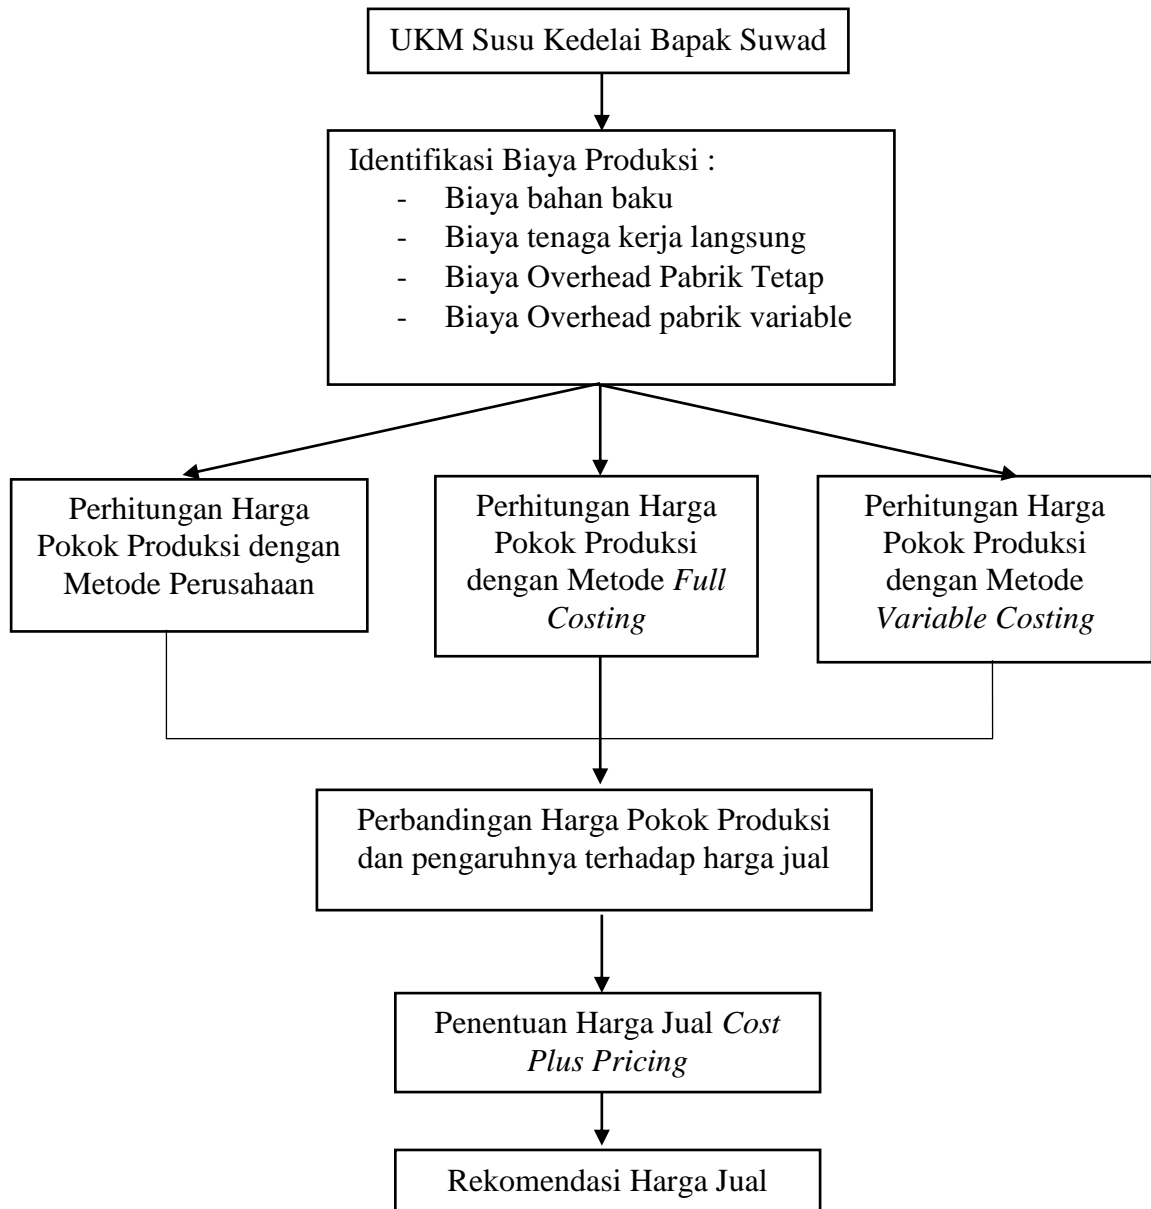 UKM Susu Kedelai Bapak Suwad
Identifikasi Biaya Produksi :
- Biaya bahan baku
- Biaya tenaga kerja langsung
- Biaya Overhead Pabrik Tetap
- Biaya Overhead pabrik variable
Perhitungan Harga
Pokok Produksi dengan
Metode Perusahaan
Perhitungan Harga
Pokok Produksi
dengan Metode Full
Costing
Perhitungan Harga
Pokok Produksi
dengan Metode
Variable Costing
Perbandingan Harga Pokok Produksi
dan pengaruhnya terhadap harga jual
Penentuan Harga Jual Cost
Plus Pricing
Rekomendasi Harga Jual